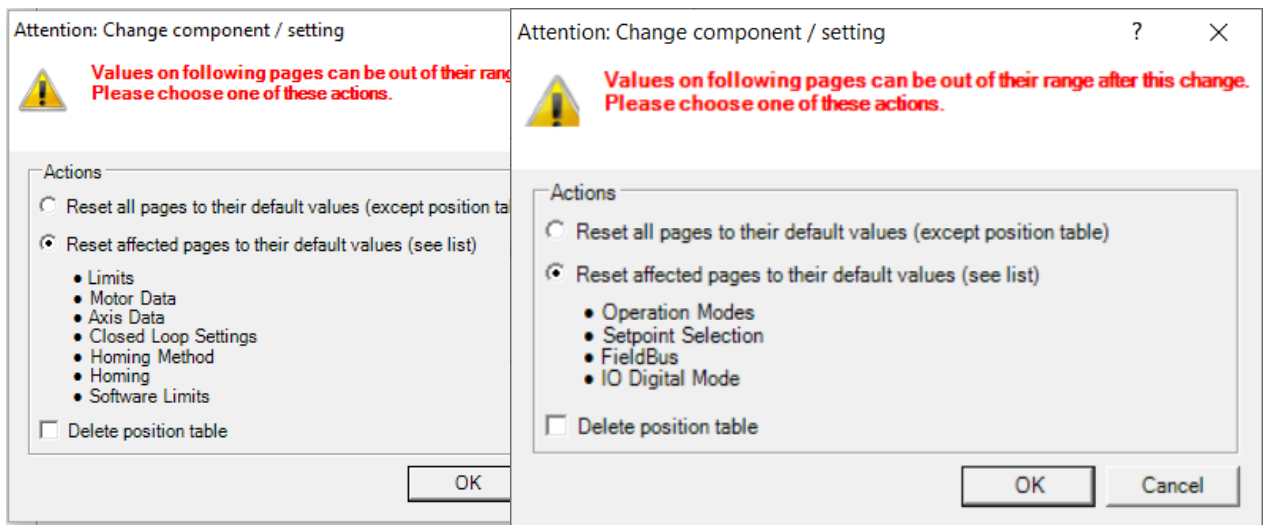 Attention: Change component / setting
Values on following pages can be out of their rang
Please choose one of these actions.
Actions
Reset all pages to their default values (except position ta
Reset affected pages to their default values (see list)
• Limits
• Motor Data
• Axis Data
• Closed Loop Settings
• Homing Method
• Homing
• Software Limits
Delete position table
OK
Attention: Change component / setting
?
Values on following pages can be out of their range after this change.
Please choose one of these actions.
Actions
Reset all pages to their default values (except position table)
Reset affected pages to their default values (see list)
• Operation Modes
• Setpoint Selection
• FieldBus
• IO Digital Mode
Delete position table
OK
Cancel